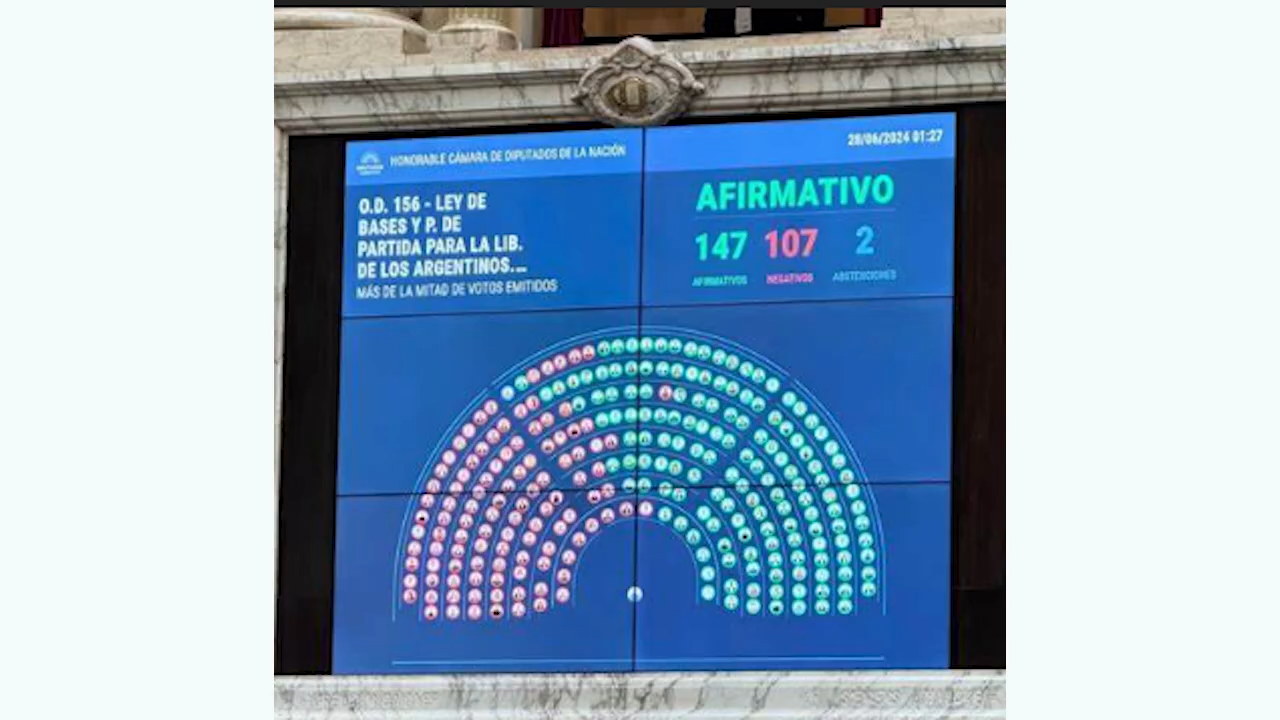 HONORABLE CÁMARA DE DIPUTADOS DE LA NACIÓN
28/06/2024 01:27
O.D. 156 - LEY DE
BASES Y P. DE
PARTIDA PARA LA LIB.
DE LOS ARGENTINOS....
MÁS DE LA MITAD DE VOTOS EMITIDOS
AFIRMATIVO
147 107 2
AFIRMATIVOS NEGATIVOS ABSTENCIONES